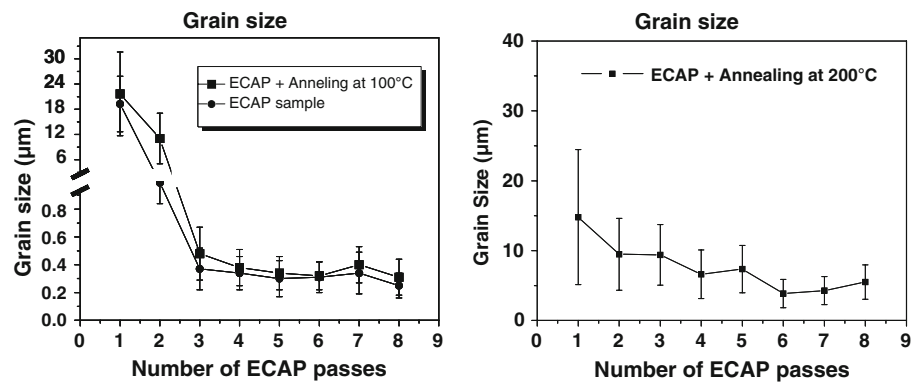 Grain size
30
24
18
12
6
0.8
0.6
0.4
0.2
0.0
Grain size (µm)
ECAP + Anneling at 100°C
ECAP sample
0 1 2 3 4 5 6 7 8 9
Number of ECAP passes
Grain size
40
30
20
10
0
Grain Size (µm)
ECAP + Annealing at 200°C
0 1 2 3 4 5 6 7 8 9
Number of ECAP passes